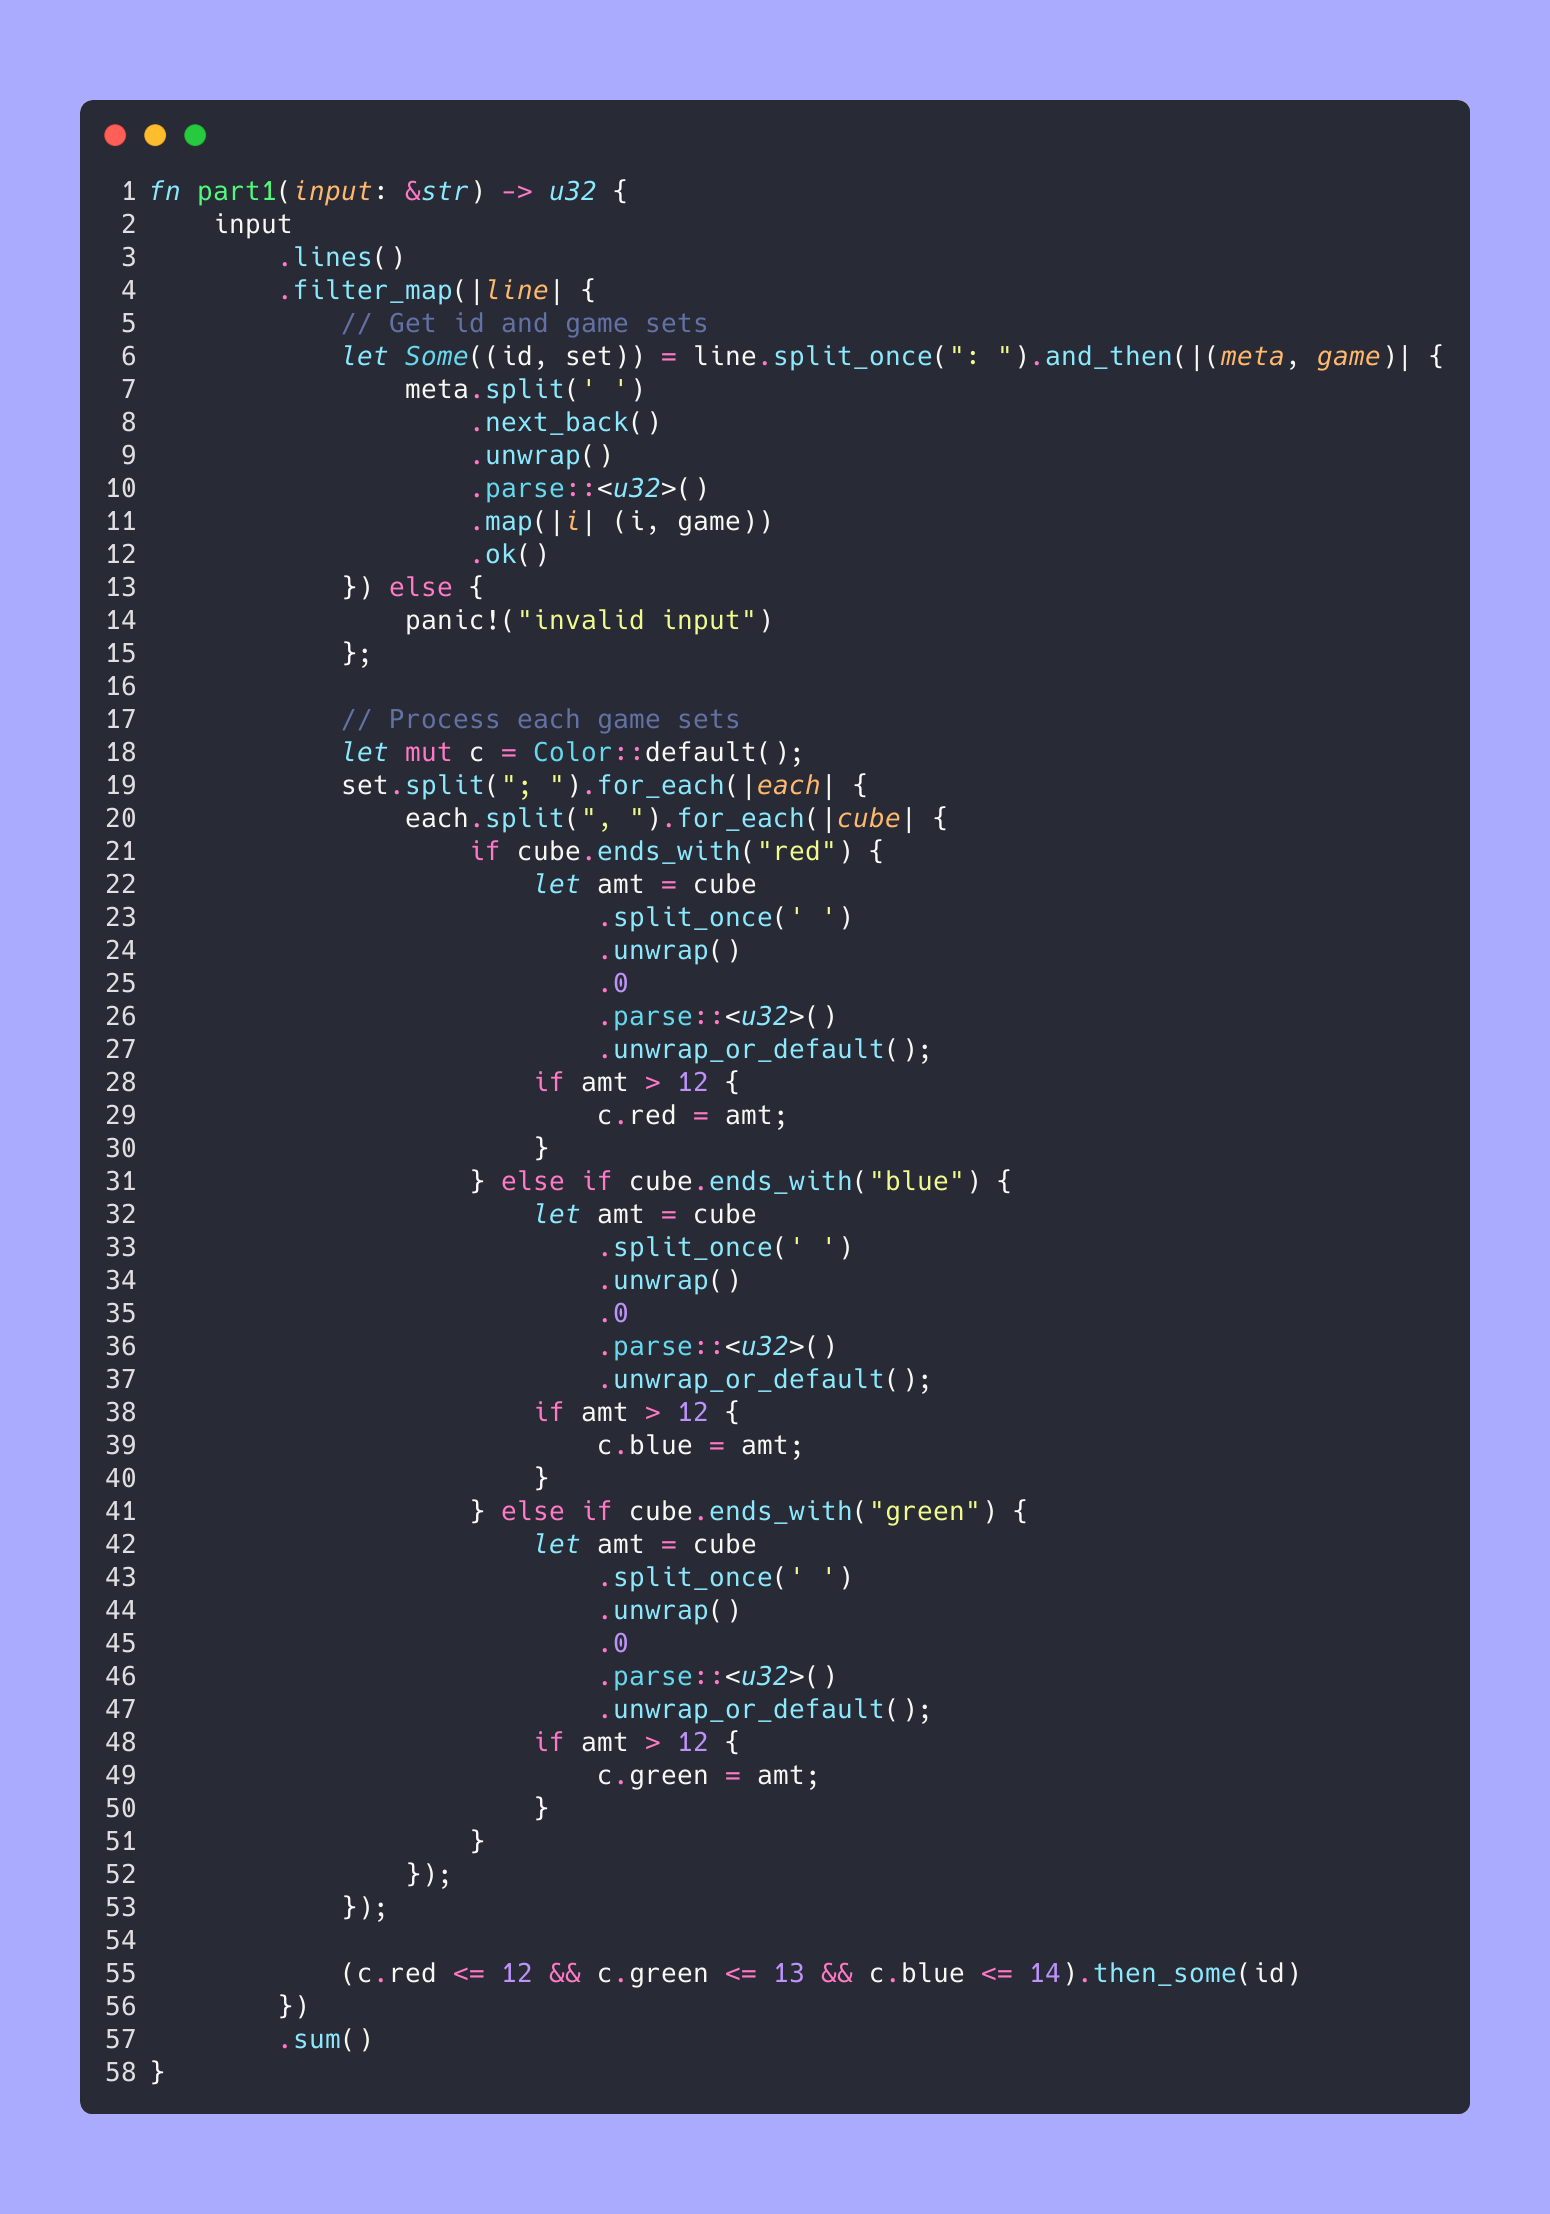 1 fn part1(input: &str) -> u32 {
2     input
3         .lines()
4         .filter_map(|line| {
5             // Get id and game sets
6             let Some((id, set)) = line.split_once(": ").and_then(|(meta, game)| {
7                 meta.split(' ')
8                     .next_back()
9                     .unwrap()
10                     .parse::<u32>()
11                     .map(|i| (i, game))
12                     .ok()
13             }) else {
14                 panic!("invalid input")
15             };
16
17             // Process each game sets
18             let mut c = Color::default();
19             set.split("; ").for_each(|each| {
20                 each.split(", ").for_each(|cube| {
21                     if cube.ends_with("red") {
22                         let amt = cube
23                             .split_once(' ')
24                             .unwrap()
25                             .0
26                             .parse::<u32>()
27                             .unwrap_or_default();
28                         if amt > 12 {
29                             c.red = amt;
30                         }
31                     } else if cube.ends_with("blue") {
32                         let amt = cube
33                             .split_once(' ')
34                             .unwrap()
35                             .0
36                             .parse::<u32>()
37                             .unwrap_or_default();
38                         if amt > 12 {
39                             c.blue = amt;
40                         }
41                     } else if cube.ends_with("green") {
42                         let amt = cube
43                             .split_once(' ')
44                             .unwrap()
45                             .0
46                             .parse::<u32>()
47                             .unwrap_or_default();
48                         if amt > 12 {
49                             c.green = amt;
50                         }
51                     }
52                 });
53             });
54
55             (c.red <= 12 && c.green <= 13 && c.blue <= 14).then_some(id)
56         })
57         .sum()
58 }